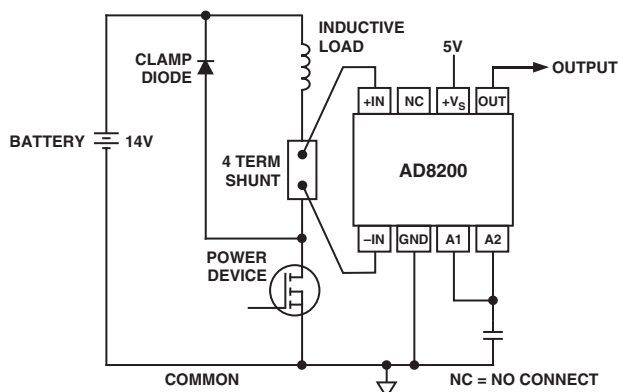 INDUCTIVE
LOAD
CLAMP
DIODE
5V
OUTPUT
+IN
NC
+VS
OUT
BATTERY
14V
4 TERM
SHUNT
AD8200
–IN
GND
A1
A2
POWER
DEVICE
COMMON
NC = NO CONNECT